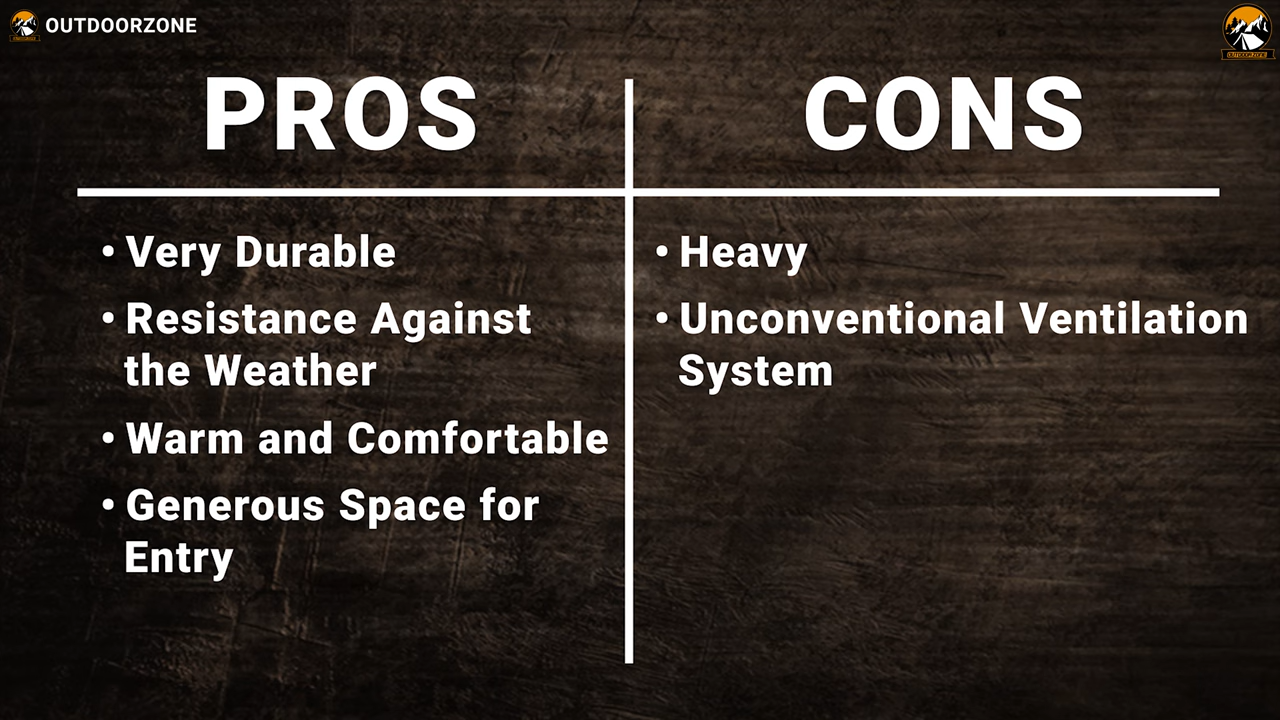 OUTDOORZONE
OUTDOORZONE
PROS
CONS
• Very Durable
• Resistance Against
the Weather
• Warm and Comfortable
• Generous Space for
Entry
• Heavy
• Unconventional Ventilation
System